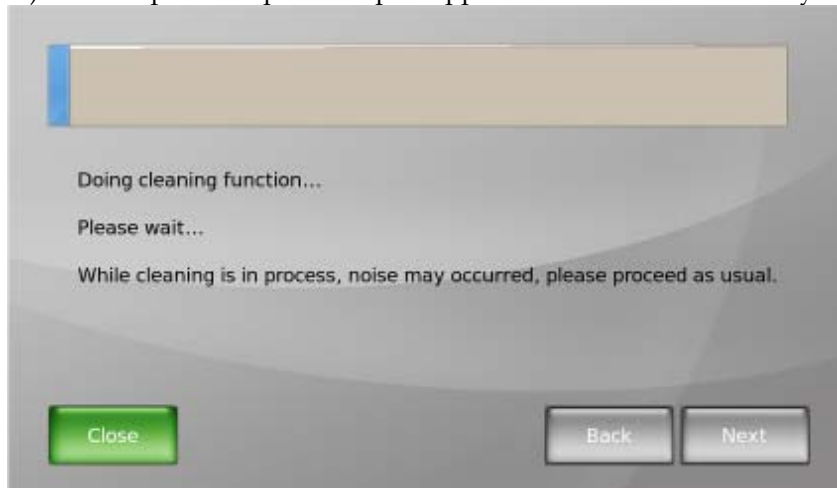 Doing cleaning function...
Please wait...
While cleaning is in process, noise may occurred, please proceed as usual.
Close
Back
Next